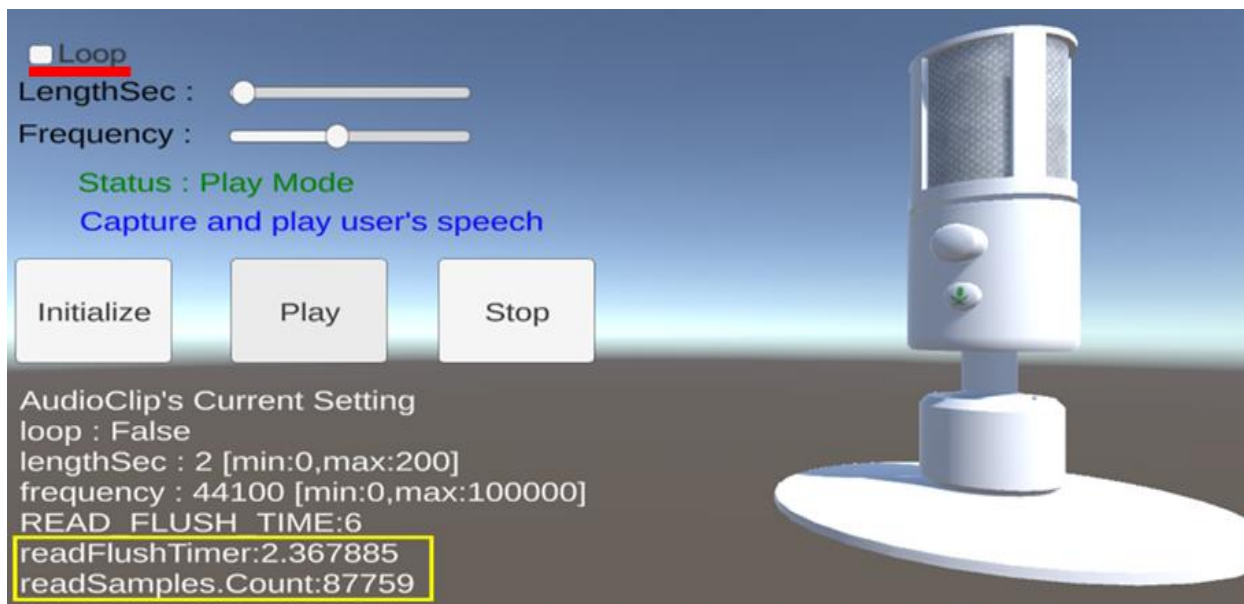 Loop
LengthSec :
Frequency :
Status : Play Mode
Capture and play user's speech
Initialize
Play
Stop
AudioClip's Current Setting
loop : False
lengthSec : 2 [min:0,max:200]
frequency : 44100 [min:0,max:100000]
READ_FLUSH_TIME:6
readFlushTimer:2.367885
readSamples.Count:87759